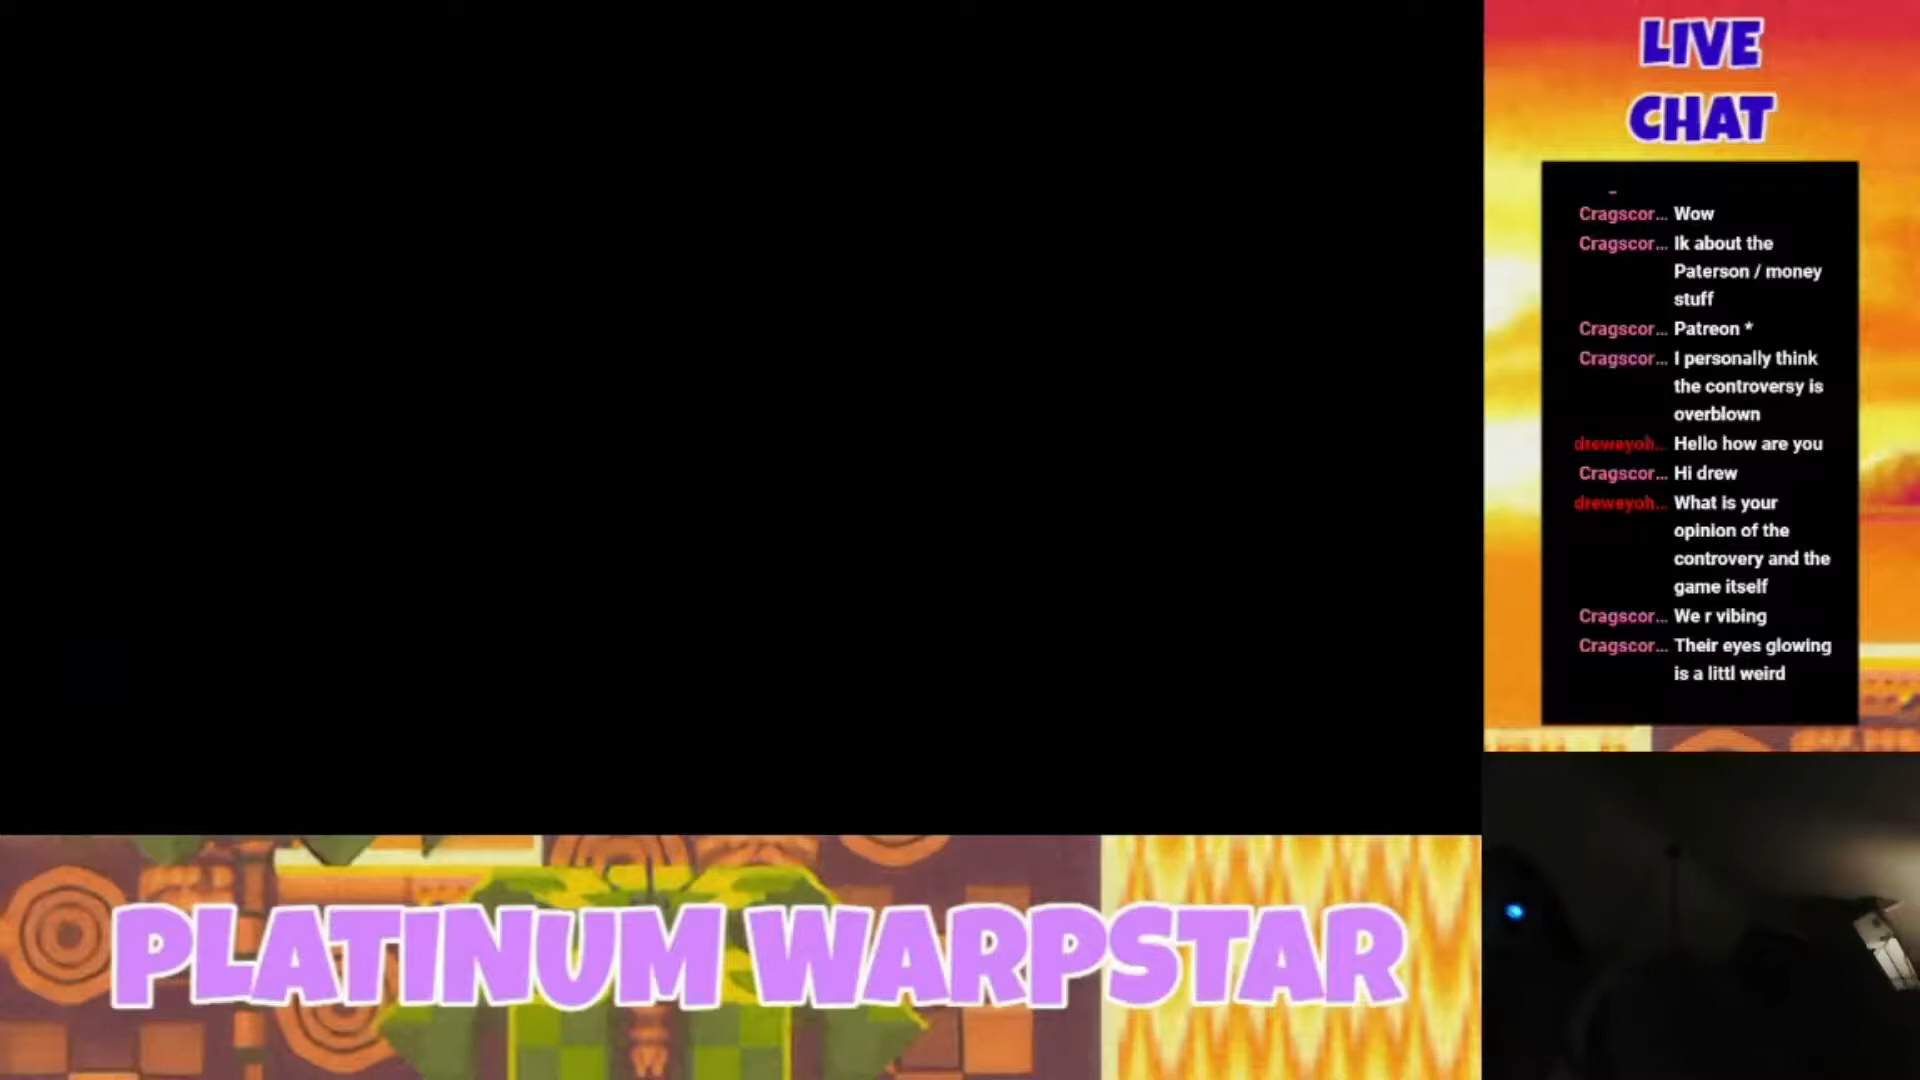 LIVE
CHAT
Cragscor... Wow
Cragscor... Ik about the
Paterson / money
stuff
Cragscor... Patreon *
Cragscor... I personally think
the controversy is
overblown
dreweyoh... Hello how are you
Cragscor... Hi drew
dreweyoh... What is your
opinion of the
controvery and the
game itself
Cragscor... We r vibing
Cragscor... Their eyes glowing
is a littl weird
PLATINUM WARPSTAR